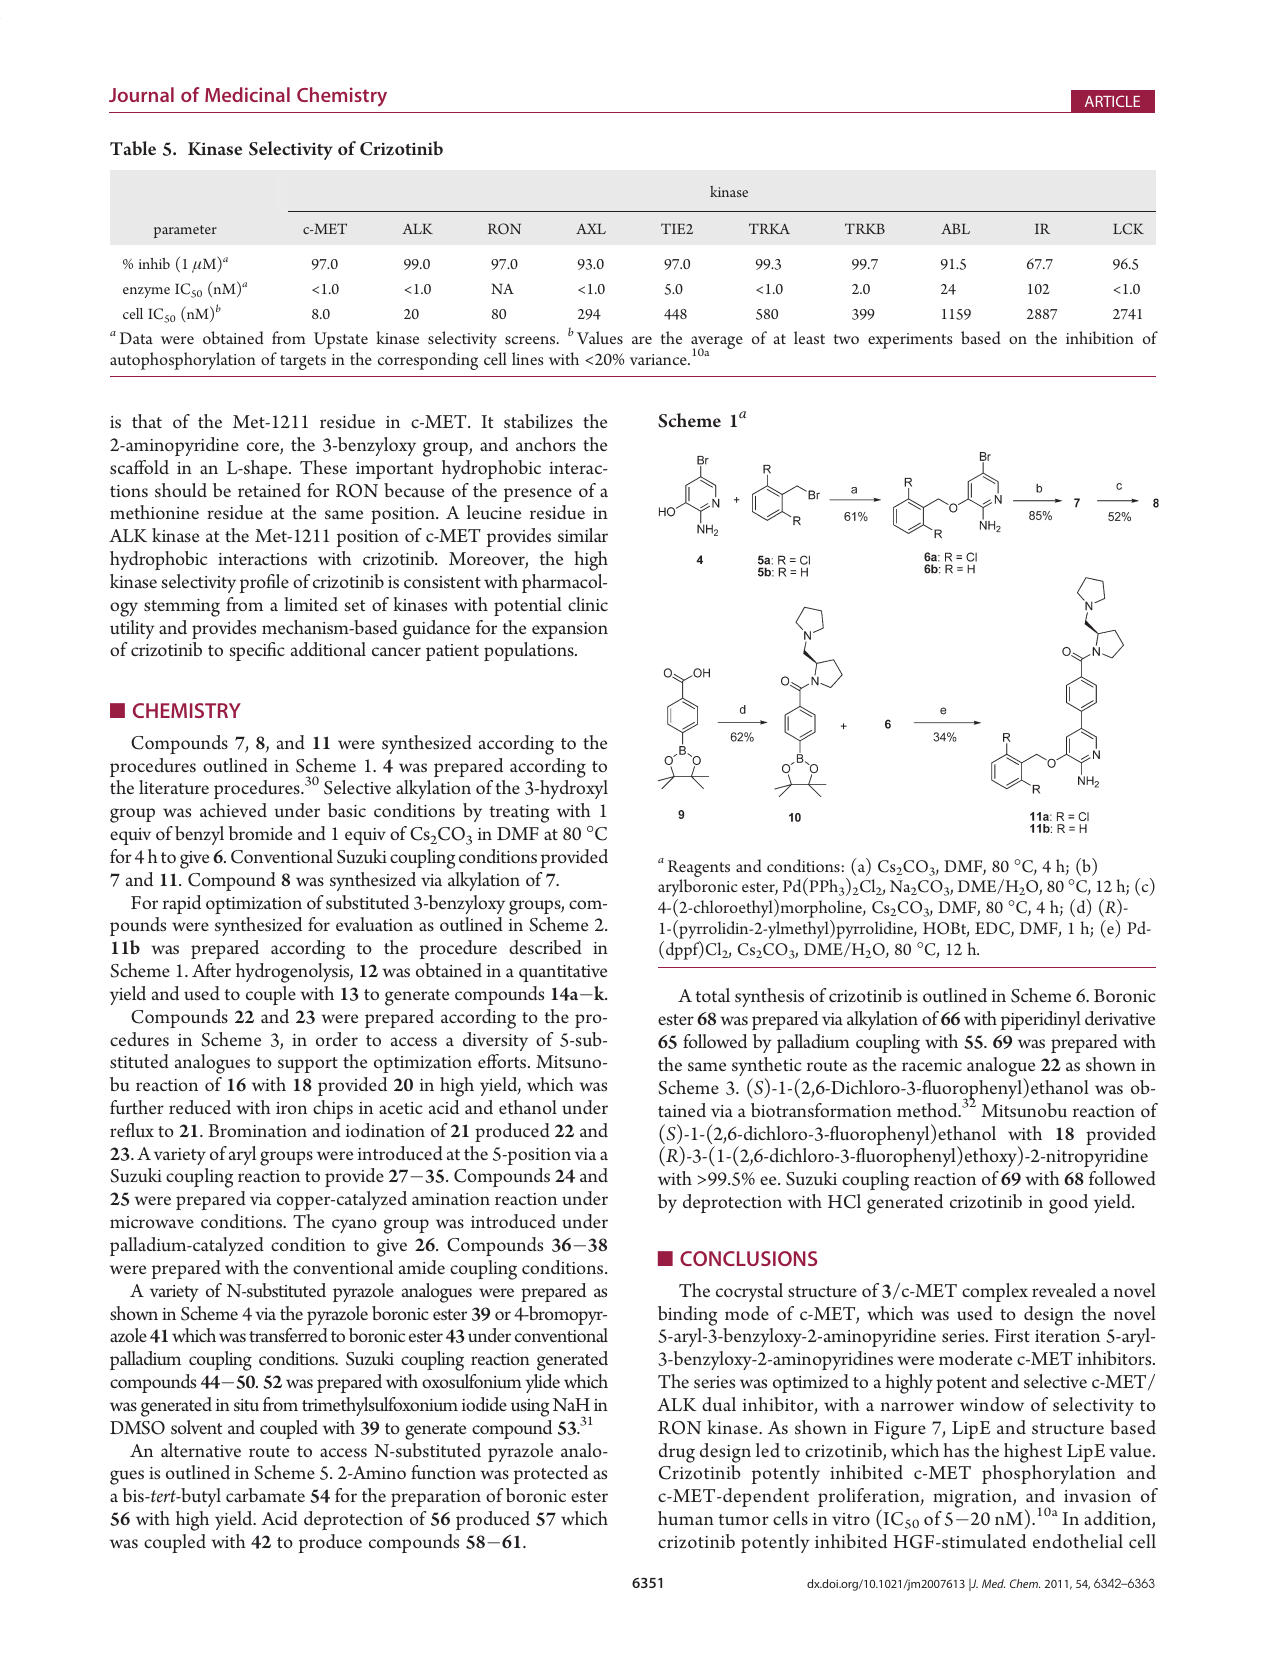 Journal of Medicinal Chemistry
ARTICLE
Table 5. Kinase Selectivity of Crizotinib
kinase
parameter c-MET ALK RON AXL TIE2 TRKA TRKB ABL IR LCK
% inhib (1 μM)a 97.0 99.0 97.0 93.0 97.0 99.3 99.7 91.5 67.7 96.5
enzyme IC50 (nM)a <1.0 <1.0 NA <1.0 5.0 <1.0 2.0 24 102 <1.0
cell IC50 (nM)b 8.0 20 80 294 448 580 399 1159 2887 2741
a Data were obtained from Upstate kinase selectivity screens. b Values are the average of at least two experiments based on the inhibition of
autophosphorylation of targets in the corresponding cell lines with <20% variance.10a
is that of the Met-1211 residue in c-MET. It stabilizes the
2-aminopyridine core, the 3-benzyloxy group, and anchors the
scaffold in an L-shape. These important hydrophobic interac-
tions should be retained for RON because of the presence of a
methionine residue at the same position. A leucine residue in
ALK kinase at the Met-1211 position of c-MET provides similar
hydrophobic interactions with crizotinib. Moreover, the high
kinase selectivity profile of crizotinib is consistent with pharmacol-
ogy stemming from a limited set of kinases with potential clinic
utility and provides mechanism-based guidance for the expansion
of crizotinib to specific additional cancer patient populations.
■ CHEMISTRY
Compounds 7, 8, and 11 were synthesized according to the
procedures outlined in Scheme 1. 4 was prepared according to
the literature procedures.30 Selective alkylation of the 3-hydroxyl
group was achieved under basic conditions by treating with 1
equiv of benzyl bromide and 1 equiv of Cs2CO3 in DMF at 80 °C
for 4 h to give 6. Conventional Suzuki coupling conditions provided
7 and 11. Compound 8 was synthesized via alkylation of 7.
For rapid optimization of substituted 3-benzyloxy groups, com-
pounds were synthesized for evaluation as outlined in Scheme 2.
11b was prepared according to the procedure described in
Scheme 1. After hydrogenolysis, 12 was obtained in a quantitative
yield and used to couple with 13 to generate compounds 14a−k.
Compounds 22 and 23 were prepared according to the pro-
cedures in Scheme 3, in order to access a diversity of 5-sub-
stituted analogues to support the optimization efforts. Mitsuno-
bu reaction of 16 with 18 provided 20 in high yield, which was
further reduced with iron chips in acetic acid and ethanol under
reflux to 21. Bromination and iodination of 21 produced 22 and
23. A variety of aryl groups were introduced at the 5-position via a
Suzuki coupling reaction to provide 27−35. Compounds 24 and
25 were prepared via copper-catalyzed amination reaction under
microwave conditions. The cyano group was introduced under
palladium-catalyzed condition to give 26. Compounds 36−38
were prepared with the conventional amide coupling conditions.
A variety of N-substituted pyrazole analogues were prepared as
shown in Scheme 4 via the pyrazole boronic ester 39 or 4-bromopyr-
azole 41 which was transferred to boronic ester 43 under conventional
palladium coupling conditions. Suzuki coupling reaction generated
compounds 44−50. 52 was prepared with oxosulfonium ylide which
was generated in situ from trimethylsulfoxonium iodide using NaH in
DMSO solvent and coupled with 39 to generate compound 53.31
An alternative route to access N-substituted pyrazole analo-
gues is outlined in Scheme 5. 2-Amino function was protected as
a bis-tert-butyl carbamate 54 for the preparation of boronic ester
56 with high yield. Acid deprotection of 56 produced 57 which
was coupled with 42 to produce compounds 58−61.
Scheme 1a
Br
HO
N
NH2
4
+
R
Br
R
5a: R = Cl
5b: R = H
a
61%
R
R
O
Br
N
NH2
6a: R = Cl
6b: R = H
b
85%
7
c
52%
8
O
OH
B
O
O
9
d
62%
N
O
N
B
O
O
10
+
6
e
34%
N
O
N
R
R
O
N
NH2
11a: R = Cl
11b: R = H
a Reagents and conditions: (a) Cs2CO3, DMF, 80 °C, 4 h; (b)
arylboronic ester, Pd(PPh3)2Cl2, Na2CO3, DME/H2O, 80 °C, 12 h; (c)
4-(2-chloroethyl)morpholine, Cs2CO3, DMF, 80 °C, 4 h; (d) (R)-
1-(pyrrolidin-2-ylmethyl)pyrrolidine, HOBt, EDC, DMF, 1 h; (e) Pd-
(dppf)Cl2, Cs2CO3, DME/H2O, 80 °C, 12 h.
A total synthesis of crizotinib is outlined in Scheme 6. Boronic
ester 68 was prepared via alkylation of 66 with piperidinyl derivative
65 followed by palladium coupling with 55. 69 was prepared with
the same synthetic route as the racemic analogue 22 as shown in
Scheme 3. (S)-1-(2,6-Dichloro-3-fluorophenyl)ethanol was ob-
tained via a biotransformation method.32 Mitsunobu reaction of
(S)-1-(2,6-dichloro-3-fluorophenyl)ethanol with 18 provided
(R)-3-(1-(2,6-dichloro-3-fluorophenyl)ethoxy)-2-nitropyridine
with >99.5% ee. Suzuki coupling reaction of 69 with 68 followed
by deprotection with HCl generated crizotinib in good yield.
■ CONCLUSIONS
The cocrystal structure of 3/c-MET complex revealed a novel
binding mode of c-MET, which was used to design the novel
5-aryl-3-benzyloxy-2-aminopyridine series. First iteration 5-aryl-
3-benzyloxy-2-aminopyridines were moderate c-MET inhibitors.
The series was optimized to a highly potent and selective c-MET/
ALK dual inhibitor, with a narrower window of selectivity to
RON kinase. As shown in Figure 7, LipE and structure based
drug design led to crizotinib, which has the highest LipE value.
Crizotinib potently inhibited c-MET phosphorylation and
c-MET-dependent proliferation, migration, and invasion of
human tumor cells in vitro (IC50 of 5−20 nM).10a In addition,
crizotinib potently inhibited HGF-stimulated endothelial cell
6351
dx.doi.org/10.1021/jm2007613 |J. Med. Chem. 2011, 54, 6342–6363